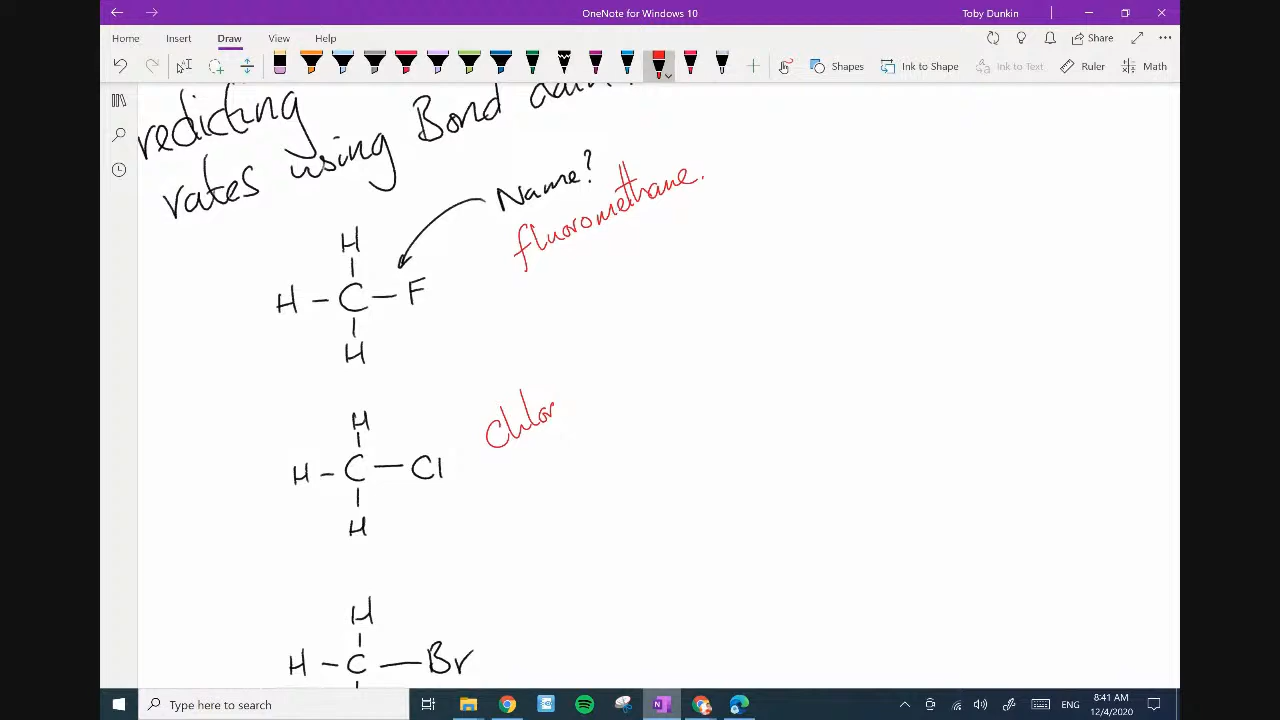 OneNote for Windows 10
Toby Dunkin
Home Insert Draw View Help
Share
Shapes
Ink to Shape
Ink to Text
Ruler
Math
redicting
rates using Bond
Name?
fluoromethane.
H
H - C - F
H
chlor
H
H - C - Cl
H
H
H - C - Br
Type here to search
8:41 AM
12/4/2020